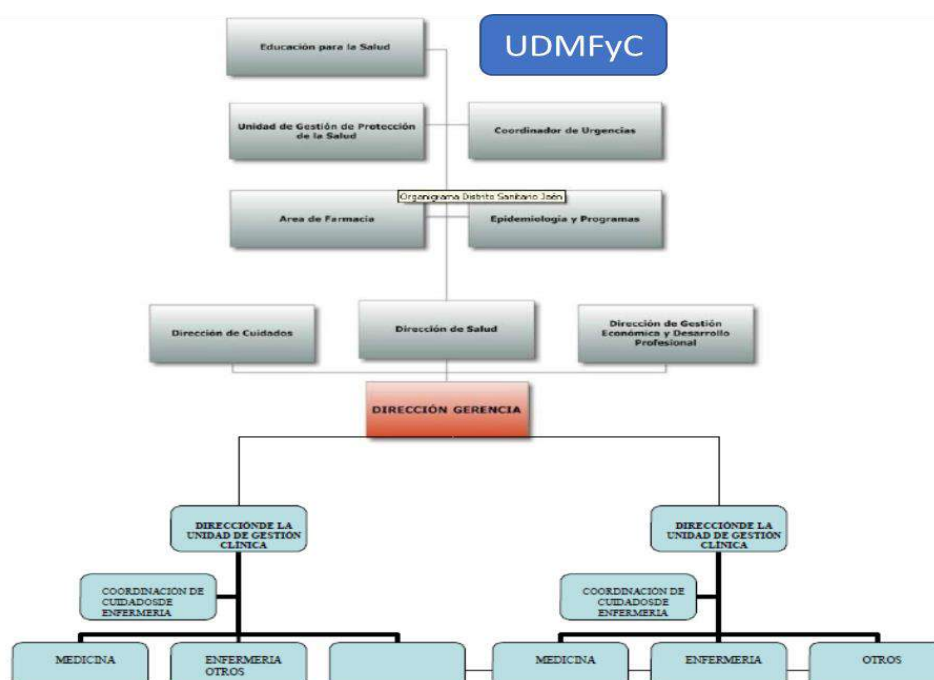 Educación para la Salud
UDMFyC
Unidad de Gestión de Protección
de la Salud
Coordinador de Urgencias
Organigrama Distrito Sanitario Jaén
Area de Farmacia
Epidemiología y Programas
Dirección de Cuidados
Dirección de Salud
Dirección de Gestión
Económica y Desarrollo
Profesional
DIRECCIÓN GERENCIA
DIRECCIÓNDE LA
UNIDAD DE GESTIÓN
CLÍNICA
DIRECCIÓNDE LA
UNIDAD DE GESTIÓN
CLÍNICA
COORDINACIÓN DE
CUIDADOSDE
ENFERMERIA
COORDINACIÓN DE
CUIDADOSDE
ENFERMERIA
MEDICINA
ENFERMERIA
OTROS
MEDICINA
ENFERMERIA
OTROS